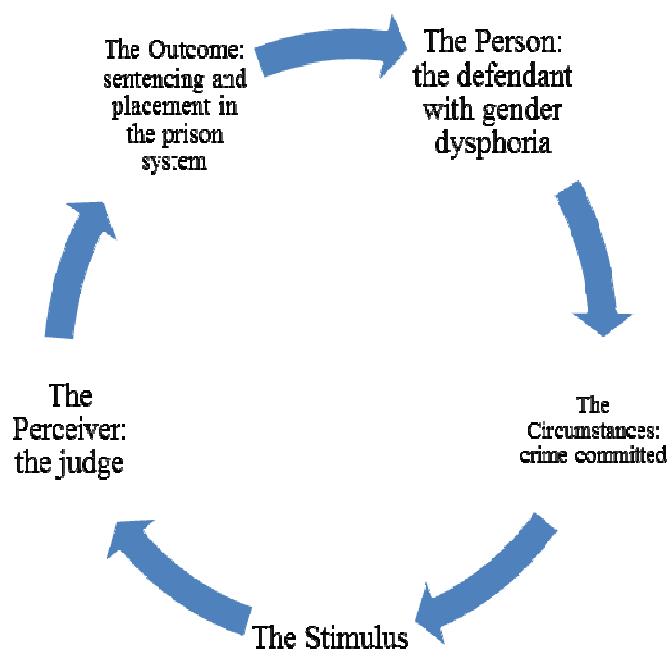 The Outcome:
sentencing and
placement in
the prison
system
The Person:
the defendant
with gender
dysphoria
The
Circumstances:
crime committed
The Stimulus
The
Perceiver:
the judge